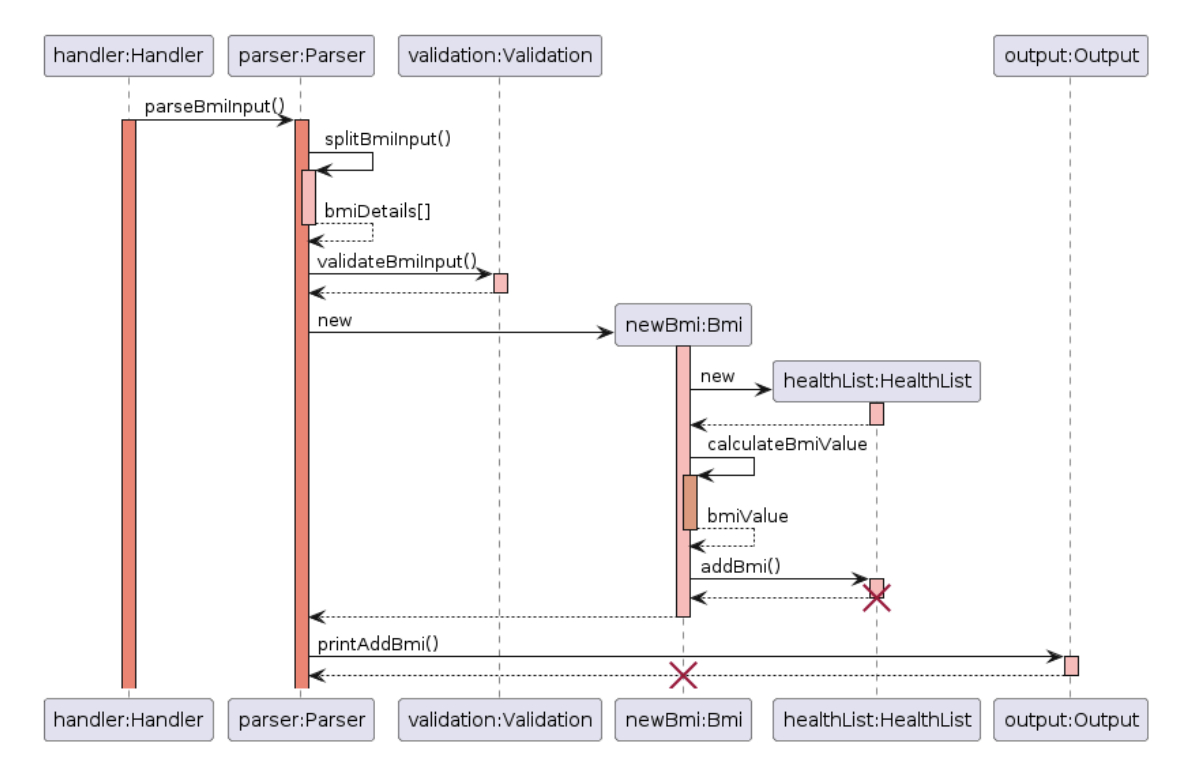 handler:Handler
parser:Parser
validation:Validation
output:Output
parseBmiInput()
splitBmiInput()
bmiDetails[]
validateBmiInput()
new
newBmi:Bmi
new
healthList:HealthList
calculateBmiValue
bmiValue
addBmi()
printAddBmi()
handler:Handler
parser:Parser
validation:Validation
newBmi:Bmi
healthList:HealthList
output:Output